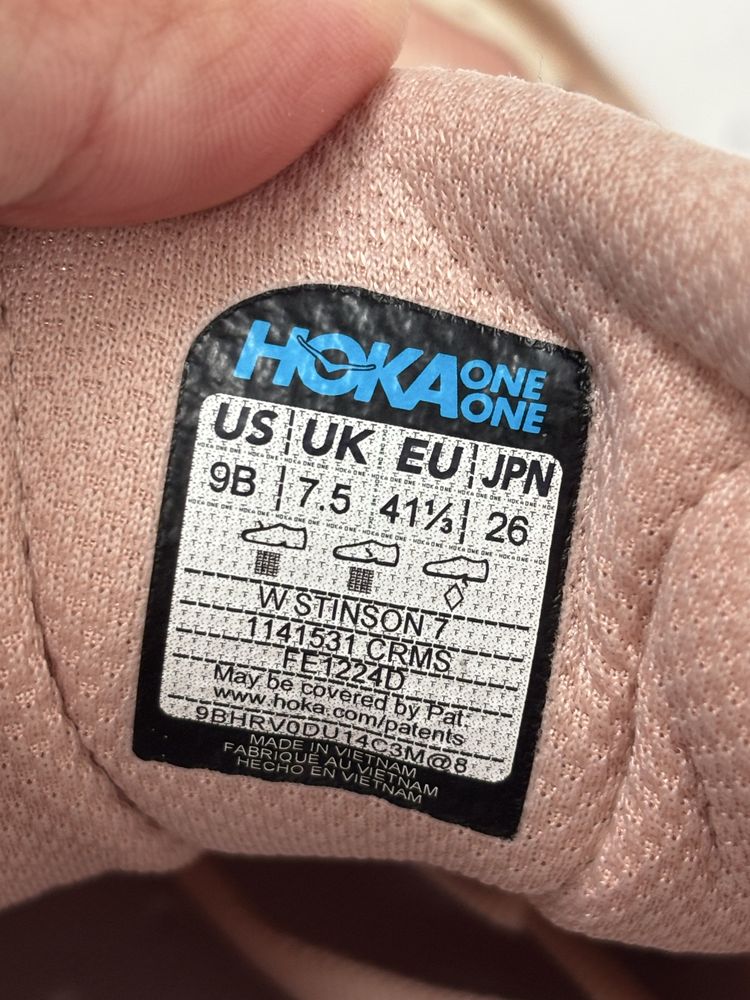 HOKA ONE ONE
US UK EU JPN
9B 7.5 41⅓ 26
W STINSON 7
1141531 CRMS
FE1224D
May be covered by Pat.
www.hoka.com/patents
9BHRV0DU14C3M@8
MADE IN VIETNAM
FABRIQUÉ AU VIETNAM
HECHO EN VIETNAM